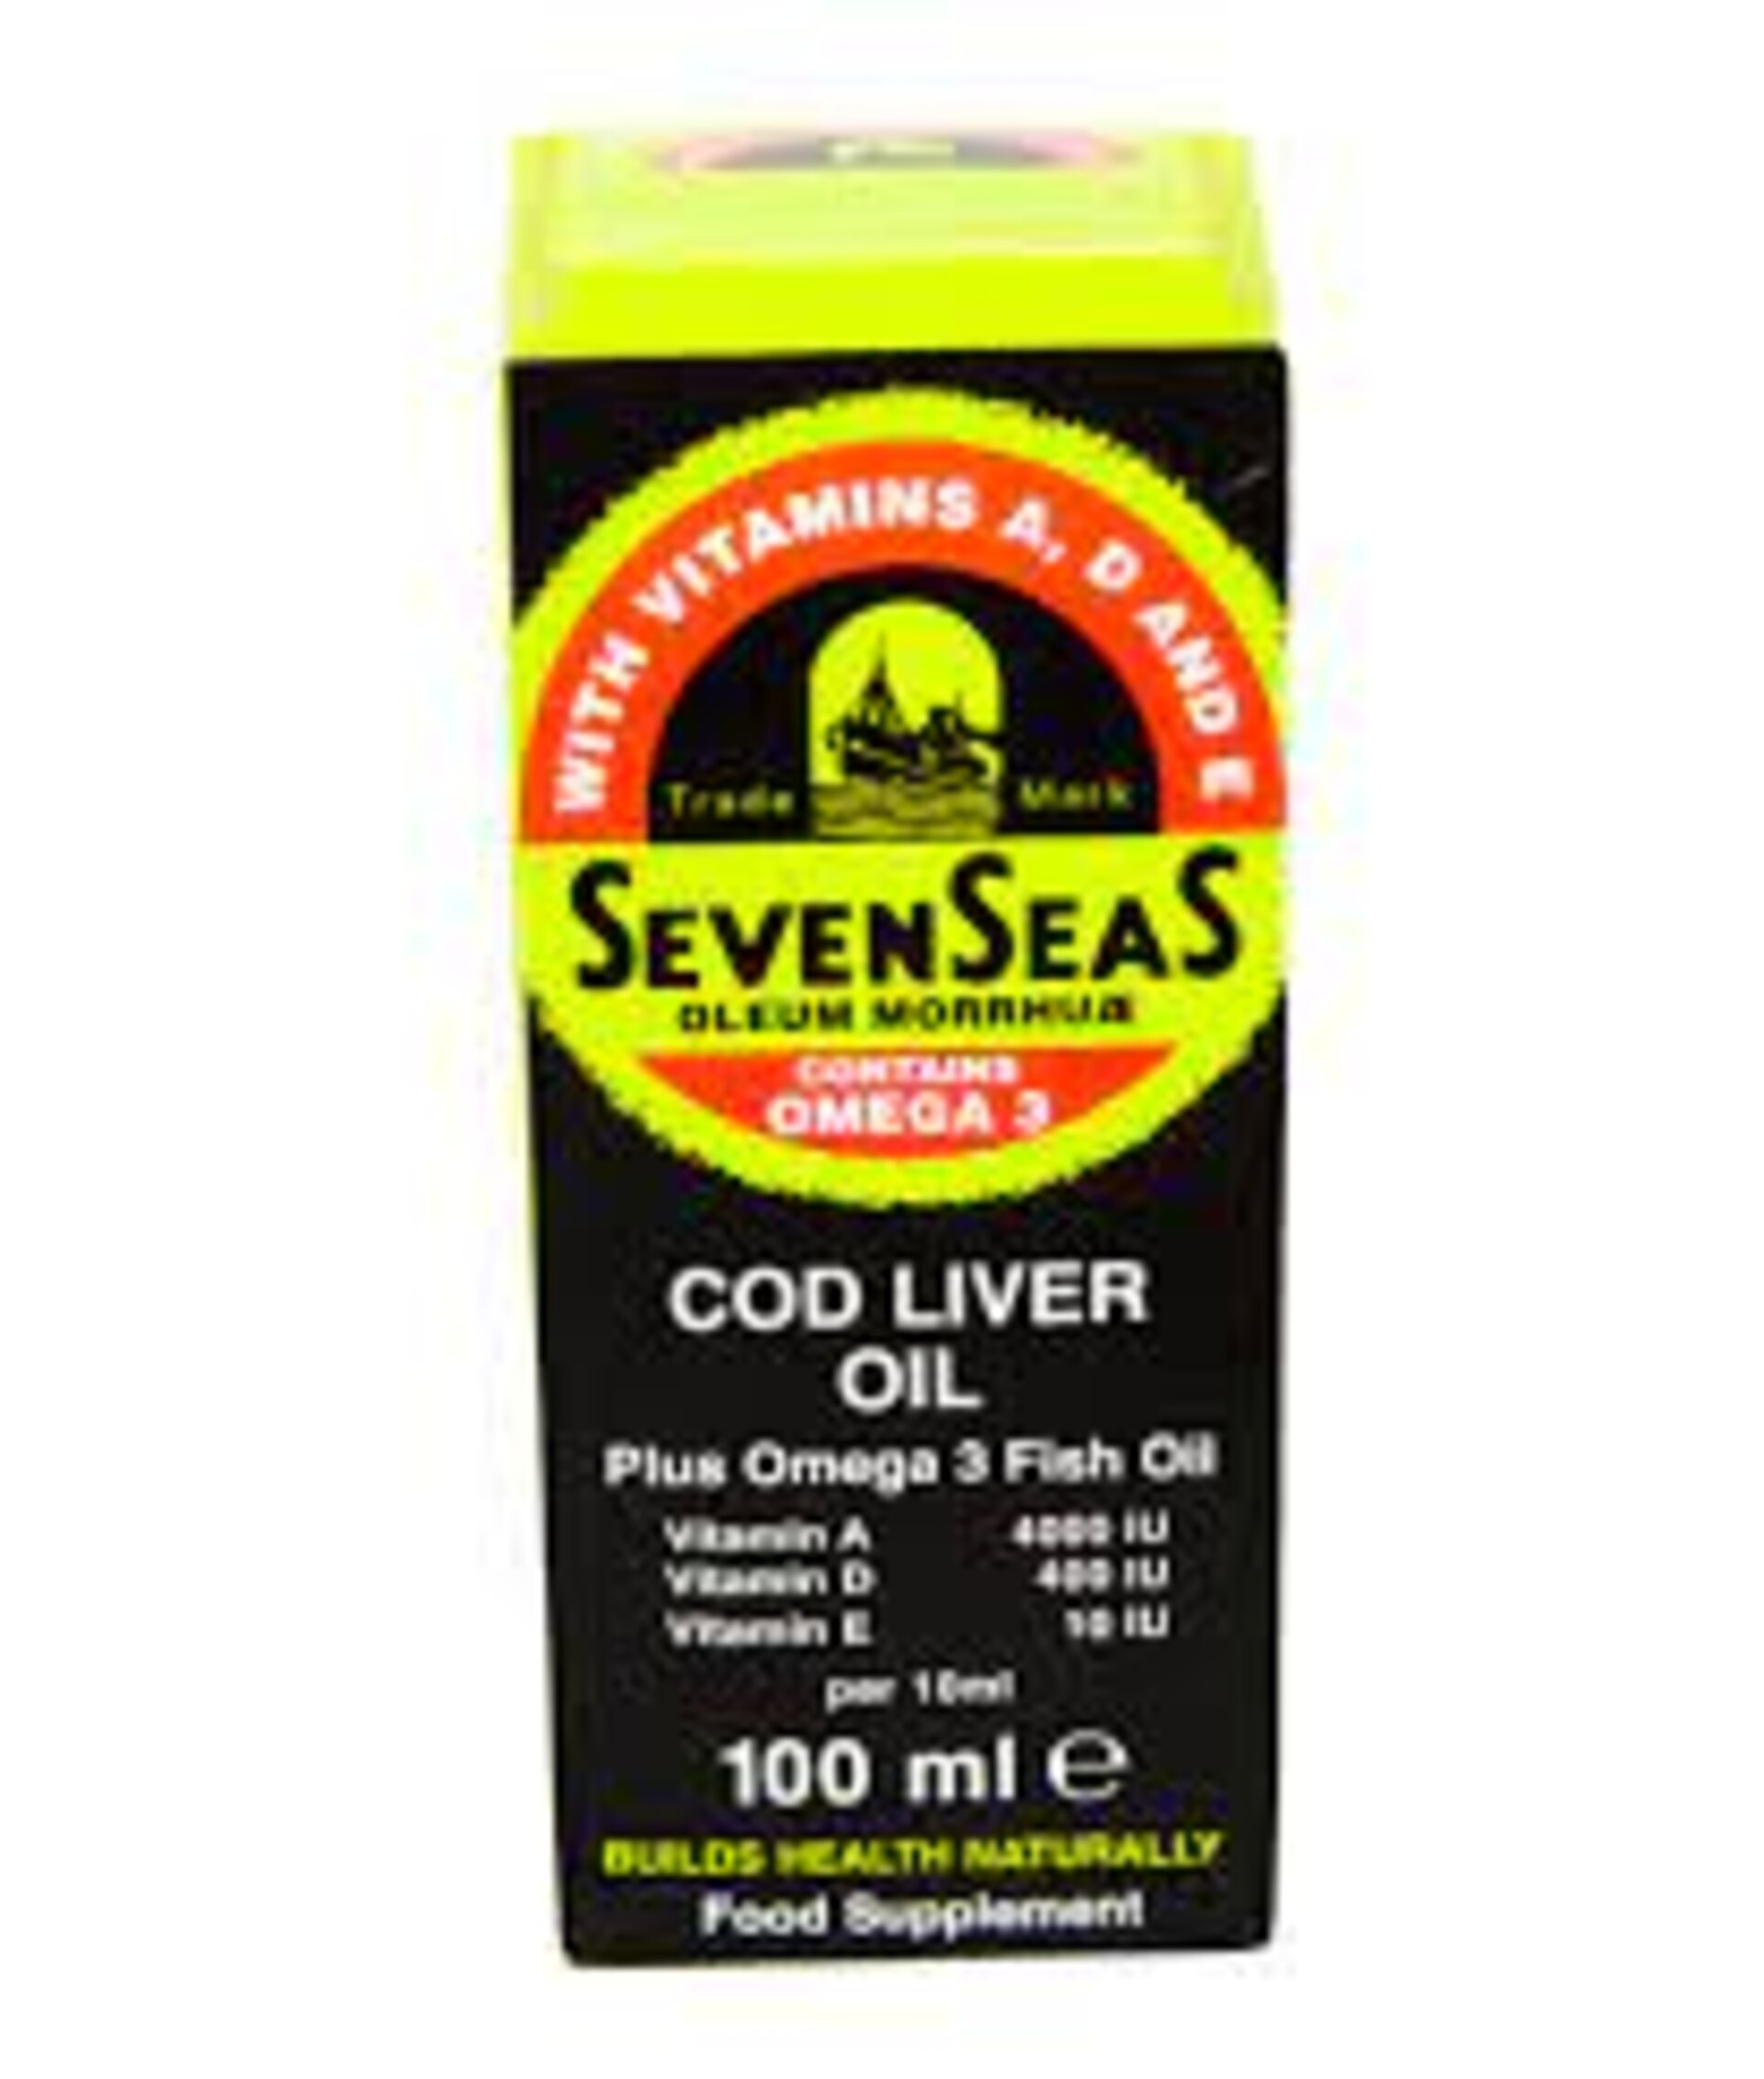 WITH VITAMINS A, D AND E
Trade Mark
SEVENSEAS
OLEUM MORRHUÆ
CONTAINS
OMEGA 3
COD LIVER
OIL
Plus Omega 3 Fish Oil
Vitamin A 4000 IU
Vitamin D 400 IU
Vitamin E 10 IU
per 10ml
100 ml ℮
BUILDS HEALTH NATURALLY
Food Supplement